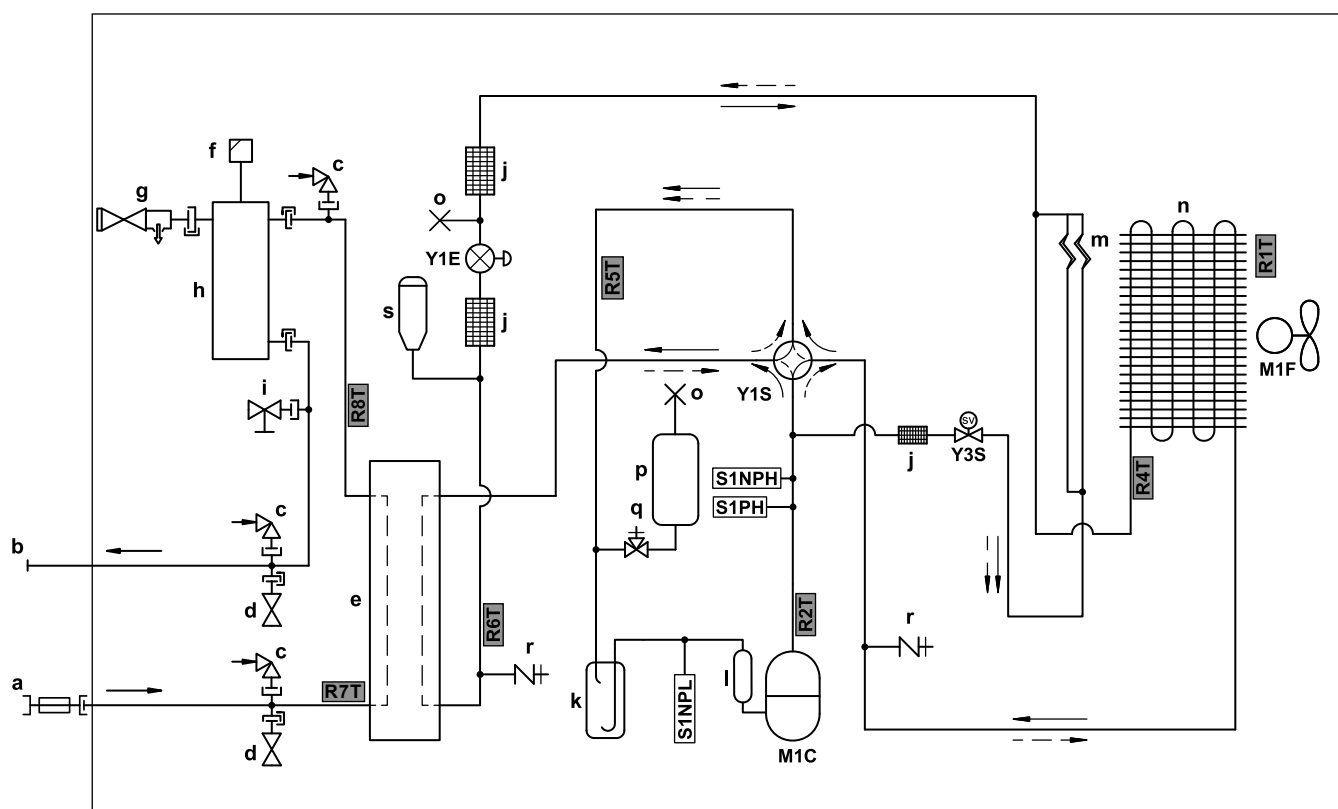 f
c
j
n
g
o
m
R1T
Y1E
R5T
h
s
j
M1F
i
Y1S
R8T
o
SV
j
Y3S
p
S1NPH
R4T
q
S1PH
c
b
e
d
R6T
R2T
r
r
c
a
R7T
k
l
S1NPL
d
M1C